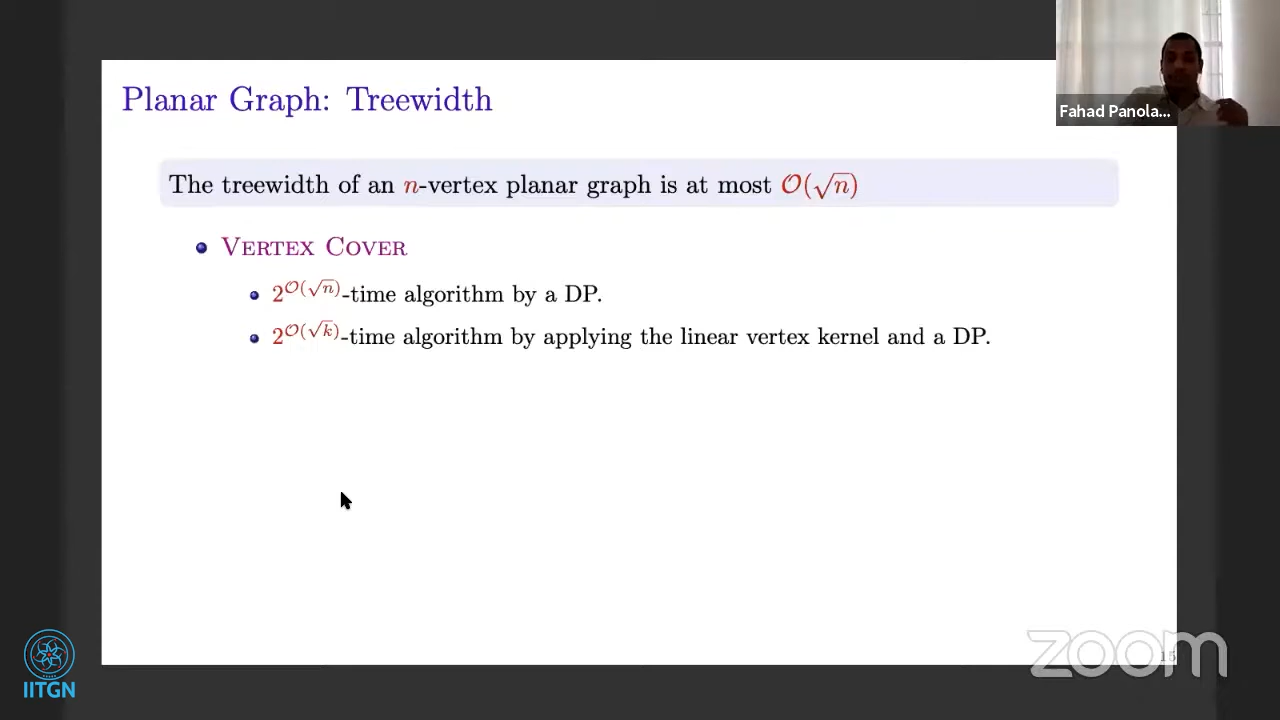 Planar Graph: Treewidth
Fahad Panola...
The treewidth of an n-vertex planar graph is at most 𝒪(√n)
• VERTEX COVER
• 2^𝒪(√n)-time algorithm by a DP.
• 2^𝒪(√k)-time algorithm by applying the linear vertex kernel and a DP.
IITGN
zoom
15